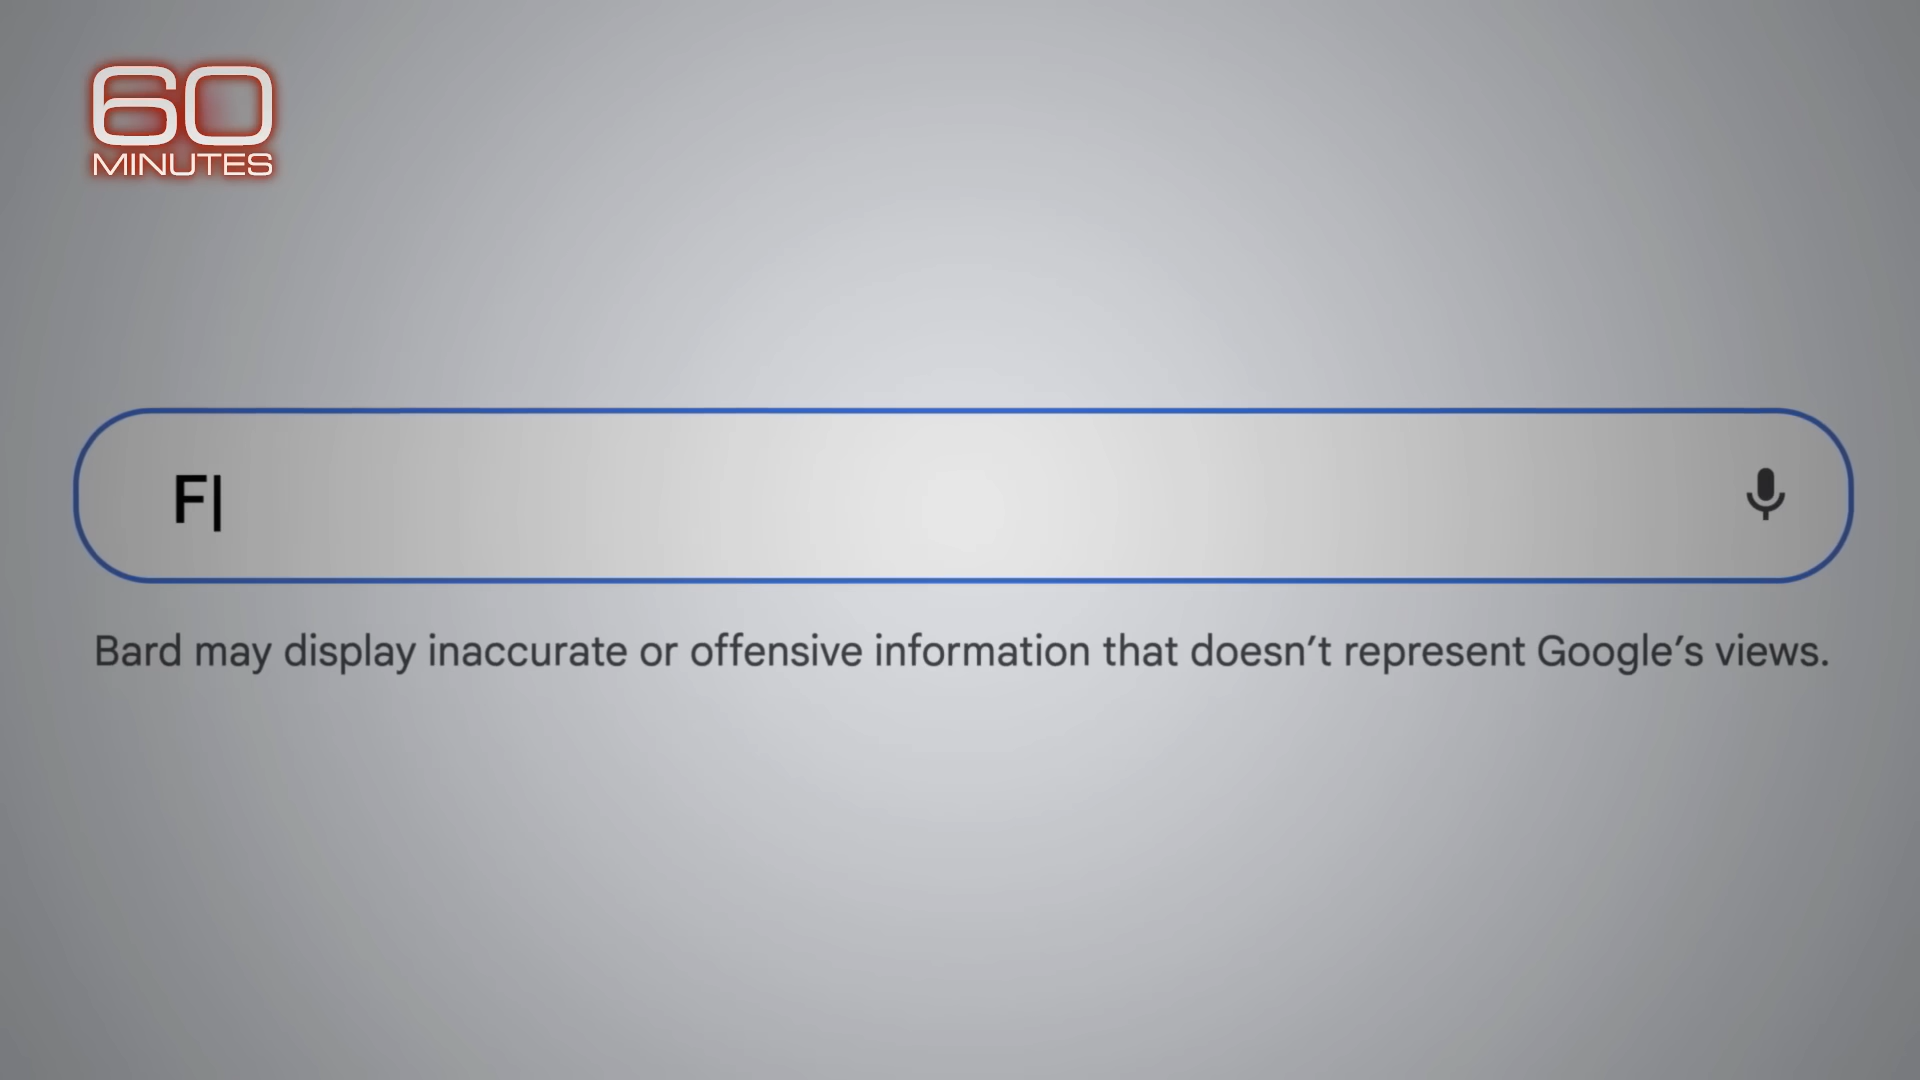 60
MINUTES
F|
Bard may display inaccurate or offensive information that doesn’t represent Google’s views.